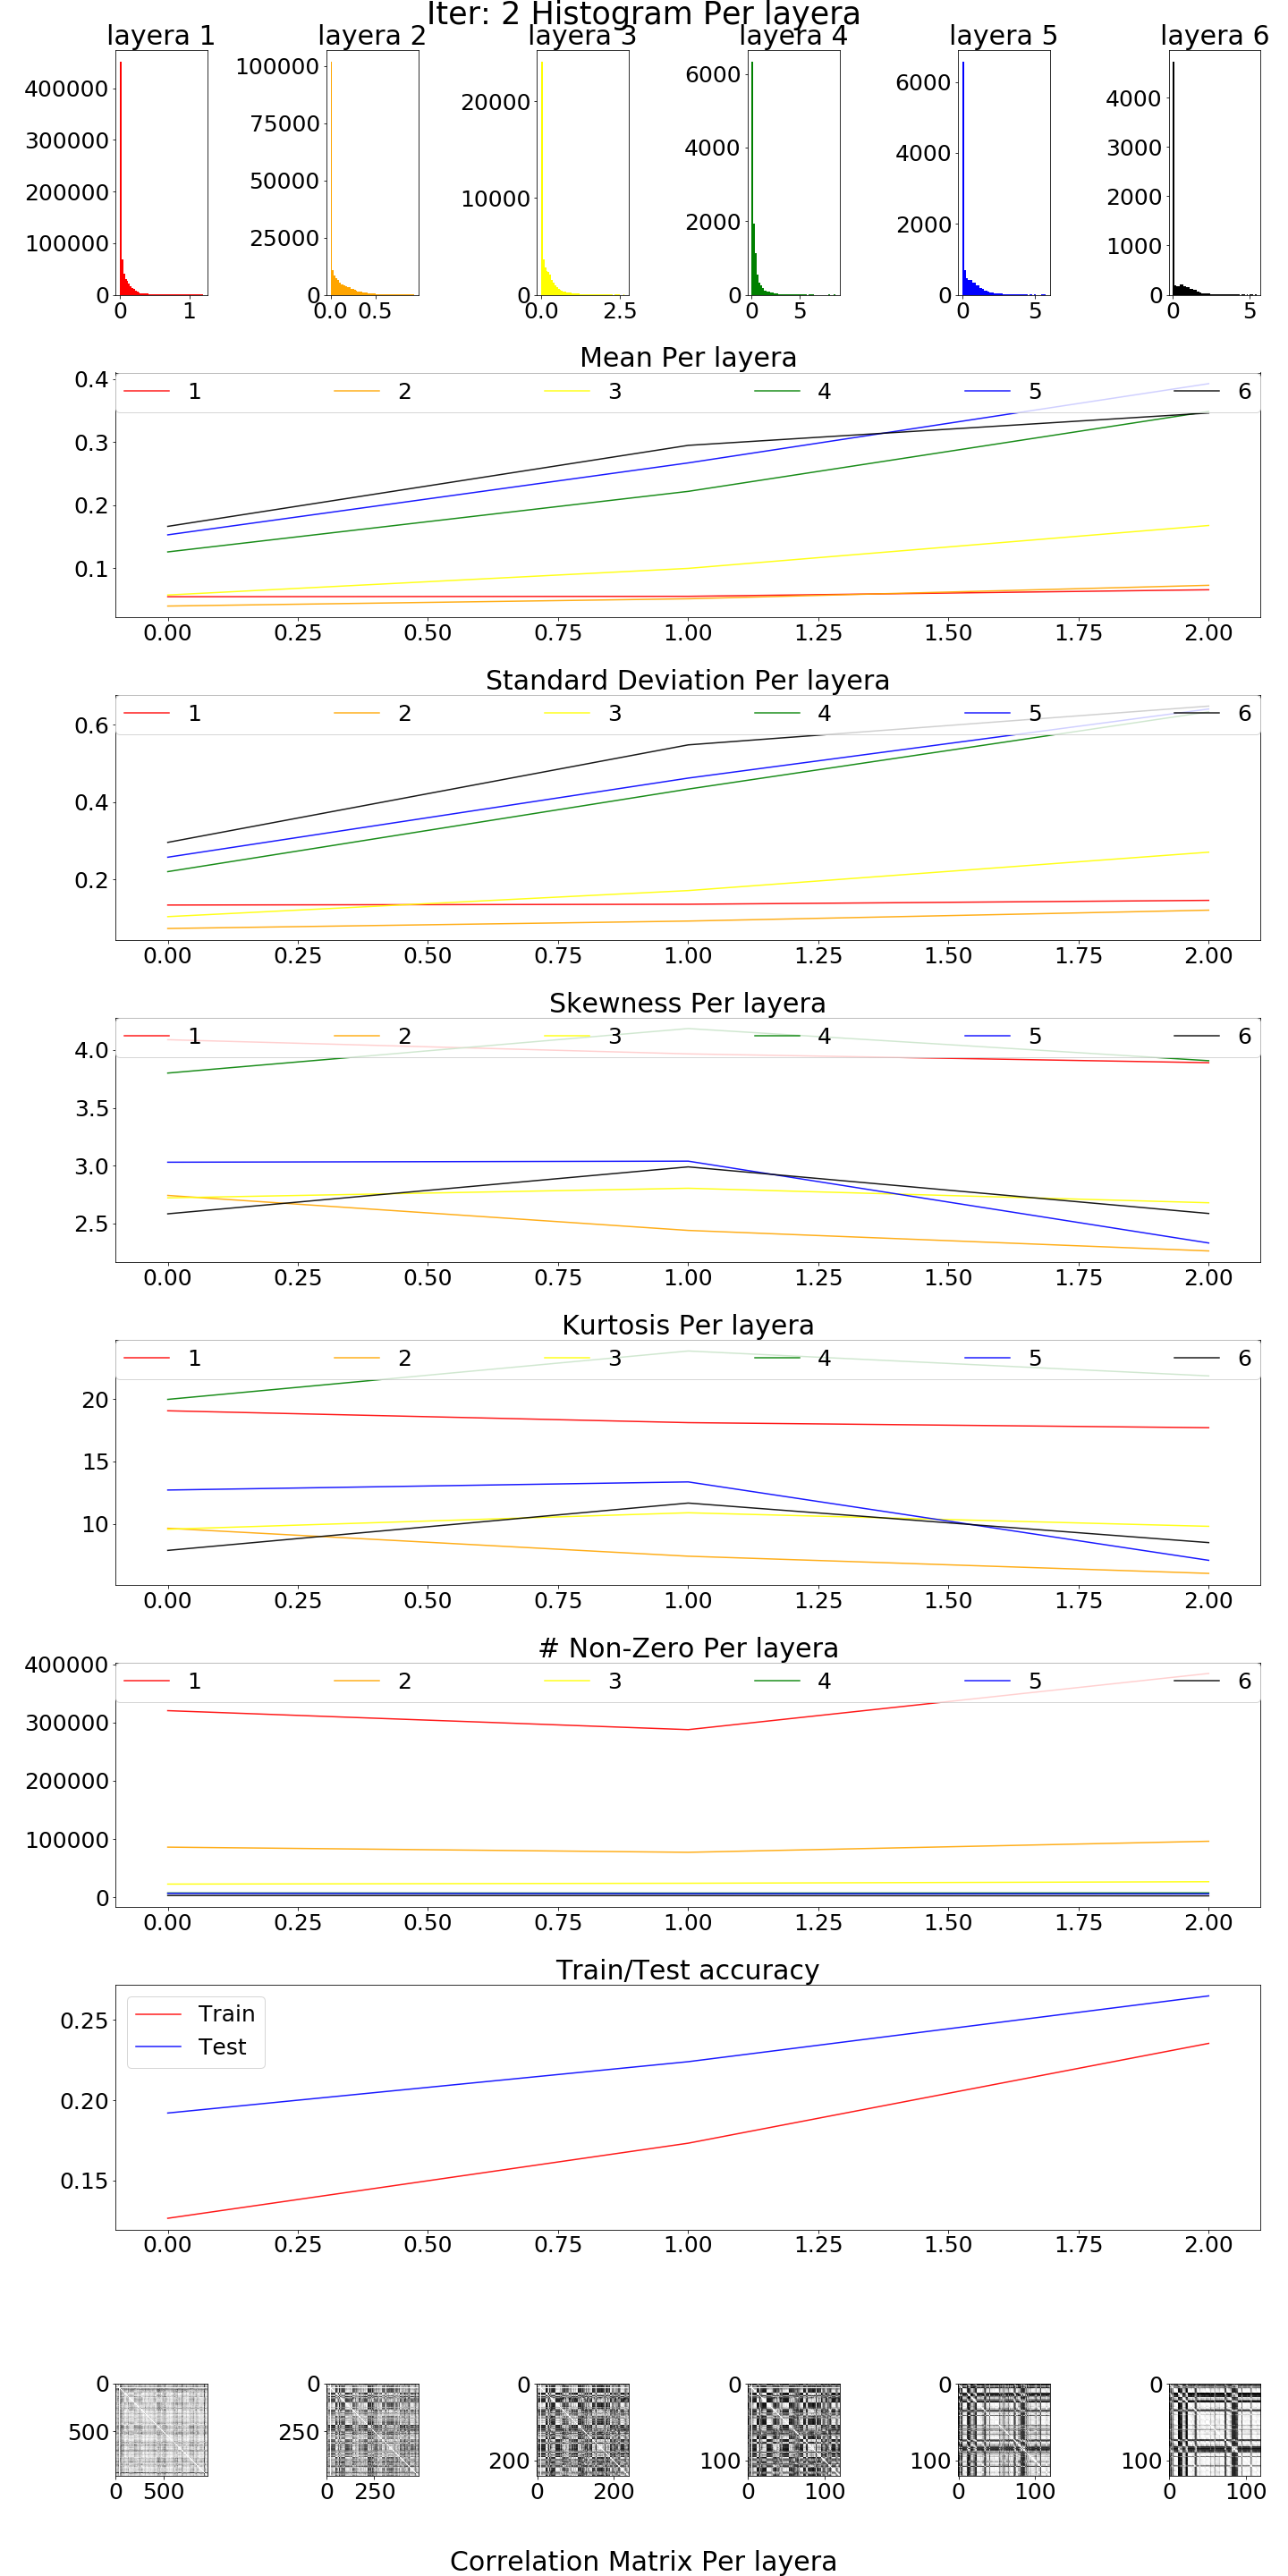 Iter: 2 Histogram Per layera
layera 1 layera 2 layera 3 layera 4 layera 5 layera 6
400000 300000 200000 100000 0
0 1
100000 75000 50000 25000 0
0.0 0.5
20000 10000 0
0.0 2.5
6000 4000 2000 0
0 5
6000 4000 2000 0
0 5
4000 3000 2000 1000 0
0 5
Mean Per layera
1 2 3 4 5 6
0.4
0.3
0.2
0.1
0.00 0.25 0.50 0.75 1.00 1.25 1.50 1.75 2.00
Standard Deviation Per layera
1 2 3 4 5 6
0.6
0.4
0.2
0.00 0.25 0.50 0.75 1.00 1.25 1.50 1.75 2.00
Skewness Per layera
1 2 3 4 5 6
4.0
3.5
3.0
2.5
0.00 0.25 0.50 0.75 1.00 1.25 1.50 1.75 2.00
Kurtosis Per layera
1 2 3 4 5 6
20
15
10
0.00 0.25 0.50 0.75 1.00 1.25 1.50 1.75 2.00
# Non-Zero Per layera
400000
1 2 3 4 5 6
300000
200000
100000
0
0.00 0.25 0.50 0.75 1.00 1.25 1.50 1.75 2.00
Train/Test accuracy
Train
Test
0.25
0.20
0.15
0.00 0.25 0.50 0.75 1.00 1.25 1.50 1.75 2.00
0 500
0 500
0 250
0 250
0 200
0 200
0 100
0 100
0 100
0 100
0 100
0 100
Correlation Matrix Per layera